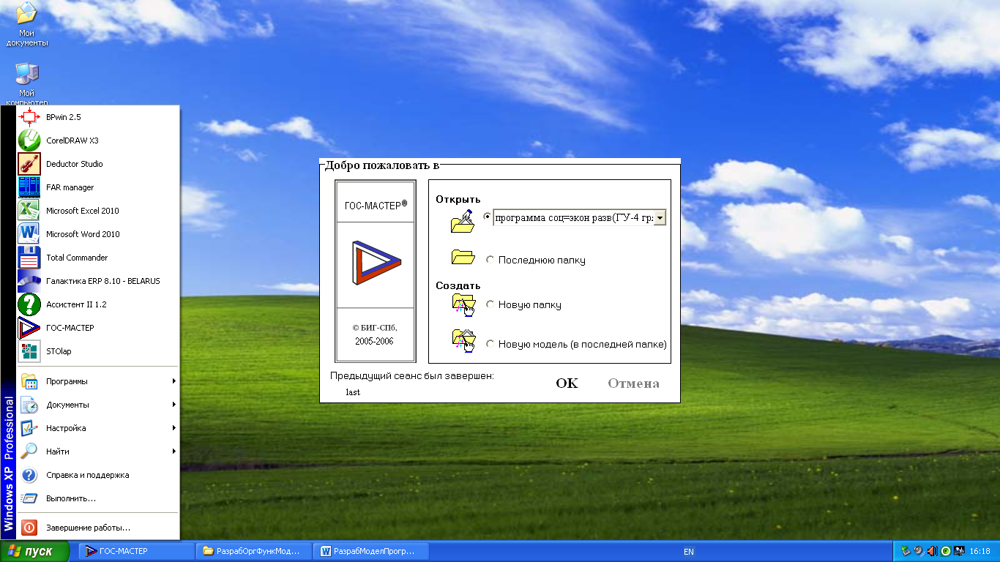 Мои
документы
Мой
компьютер
BPwin 2.5
CorelDRAW X3
Deductor Studio
FAR manager
Microsoft Excel 2010
Microsoft Word 2010
Total Commander
Галактика ERP 8.10 - BELARUS
Ассистент II 1.2
ГОС-МАСТЕР
STOlap
Программы
Документы
Настройка
Найти
Справка и поддержка
Выполнить...
Завершение работы...
Windows XP Professional
Добро пожаловать в
ГОС-МАСТЕР®
© БИГ-СПб,
2005-2006
Открыть
программа соц=экон разв(ГУ-4 гр
Последнюю папку
Создать
Новую папку
Новую модель (в последней папке)
Предыдущий сеанс был завершен:
last
OK
Отмена
пуск
ГОС-МАСТЕР
РазрабОргФункМод...
РазрабМоделПрогр...
EN
16:18